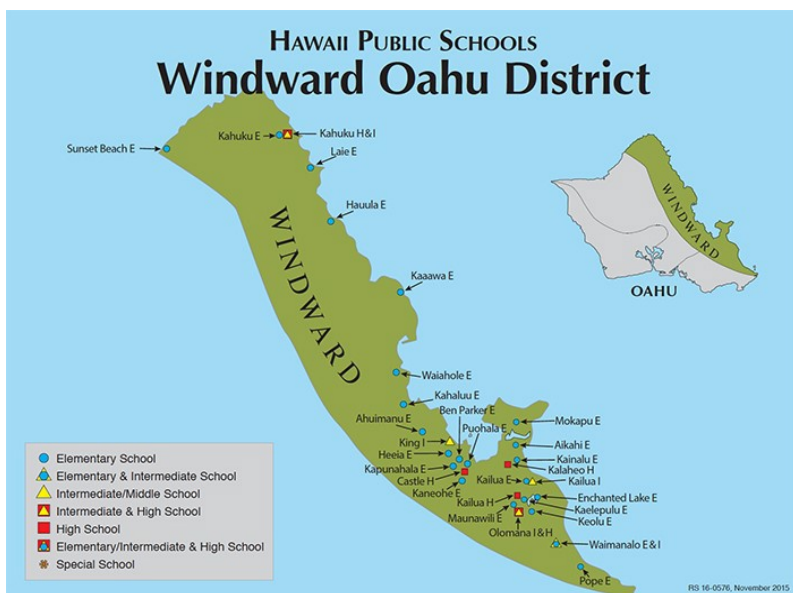 HAWAII PUBLIC SCHOOLS
Windward Oahu District
Kahuku E
Kahuku H&I
Sunset Beach E
Laie E
Hauula E
WINDWARD
WINDWARD
OAHU
Kaaawa E
Waiahole E
Kahaluu E
Ben Parker E
Ahuimanu E
Puohala E
Mokapu E
King I
Aikahi E
Heeia E
Kainalu E
Kapunahala E
Kalaheo H
Castle H
Kailua E
Kailua I
Kaneohe E
Enchanted Lake E
Kailua H
Kaelepulu E
Maunawili E
Keolu E
Olomana I&H
Waimanalo E&I
Pope E
Elementary School
Elementary & Intermediate School
Intermediate/Middle School
Intermediate & High School
High School
Elementary/Intermediate & High School
Special School
RS 16-0576, November 2015